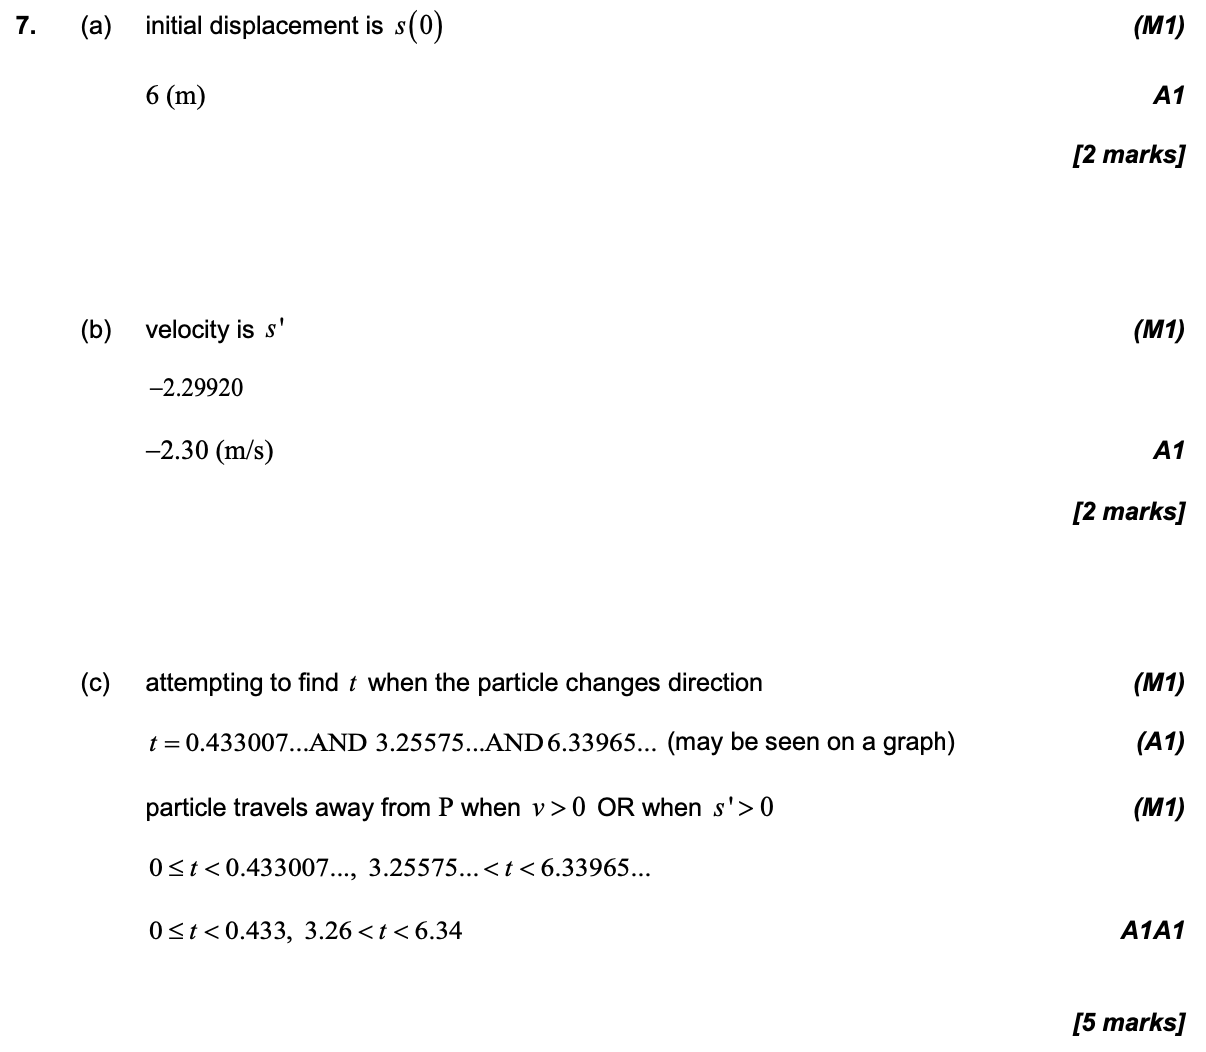 7. (a) initial displacement is s(0) (M1)
6 (m) A1
[2 marks]
(b) velocity is s' (M1)
−2.29920
−2.30 (m/s) A1
[2 marks]
(c) attempting to find t when the particle changes direction (M1)
t = 0.433007...AND 3.25575...AND 6.33965... (may be seen on a graph) (A1)
particle travels away from P when v > 0 OR when s' > 0 (M1)
0 ≤ t < 0.433007..., 3.25575... < t < 6.33965...
0 ≤ t < 0.433, 3.26 < t < 6.34 A1A1
[5 marks]